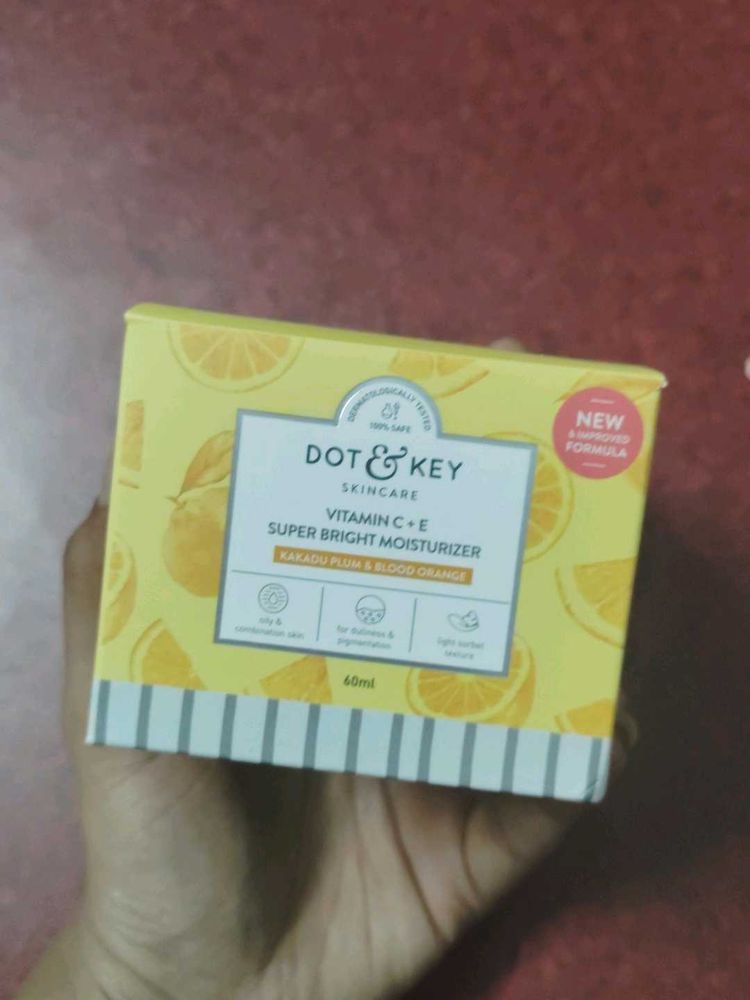 DERMATOLOGICALLY TESTED
100% SAFE
NEW
& IMPROVED
FORMULA
DOT & KEY
SKINCARE
VITAMIN C + E
SUPER BRIGHT MOISTURIZER
KAKADU PLUM & BLOOD ORANGE
oily &
combination skin
for dullness &
pigmentation
light sorbet
texture
60ml